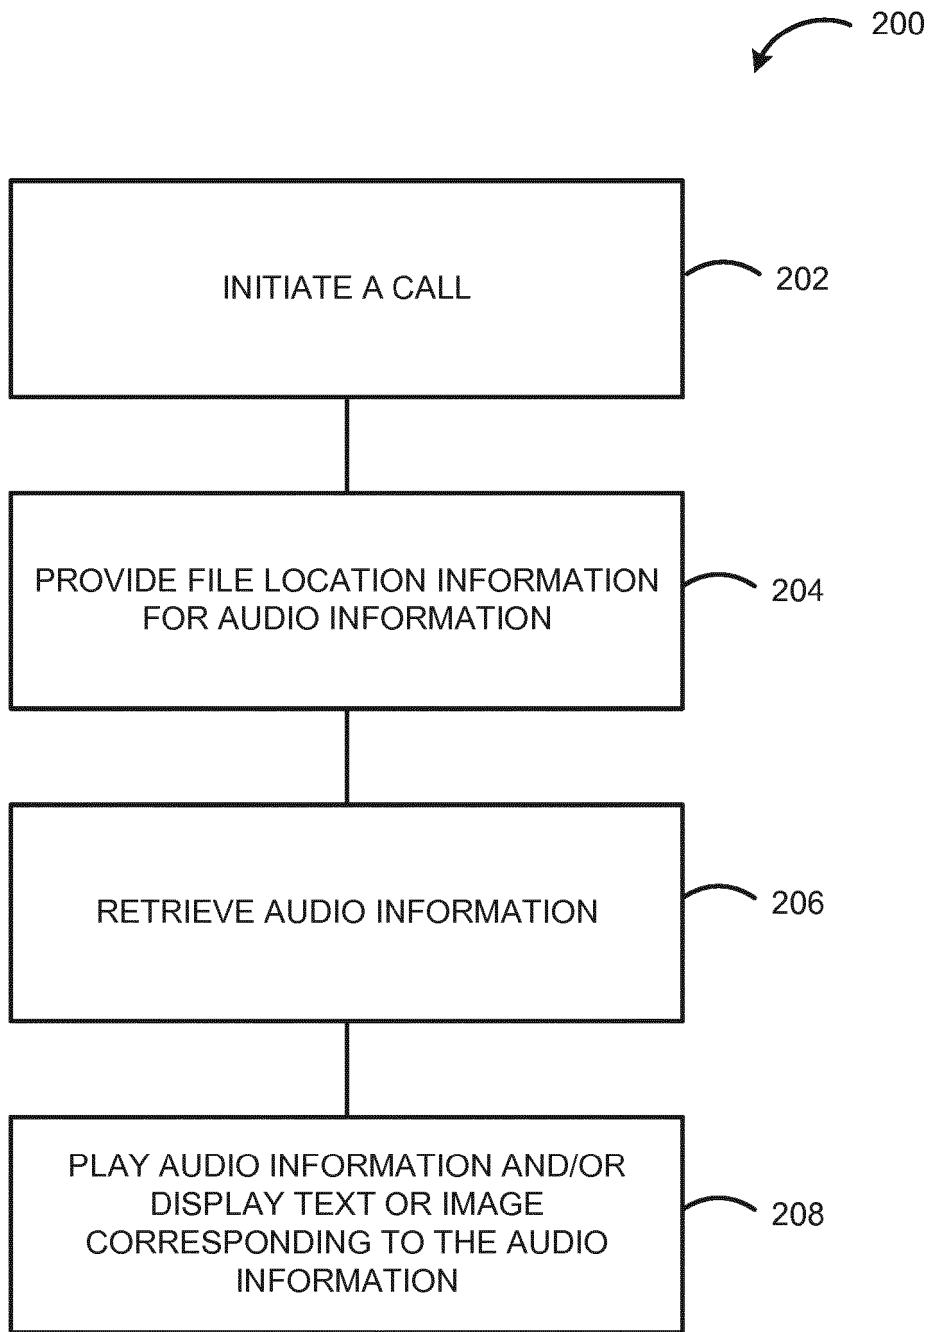 200
INITIATE A CALL
202
PROVIDE FILE LOCATION INFORMATION
FOR AUDIO INFORMATION
204
RETRIEVE AUDIO INFORMATION
206
PLAY AUDIO INFORMATION AND/OR
DISPLAY TEXT OR IMAGE
CORRESPONDING TO THE AUDIO
INFORMATION
208